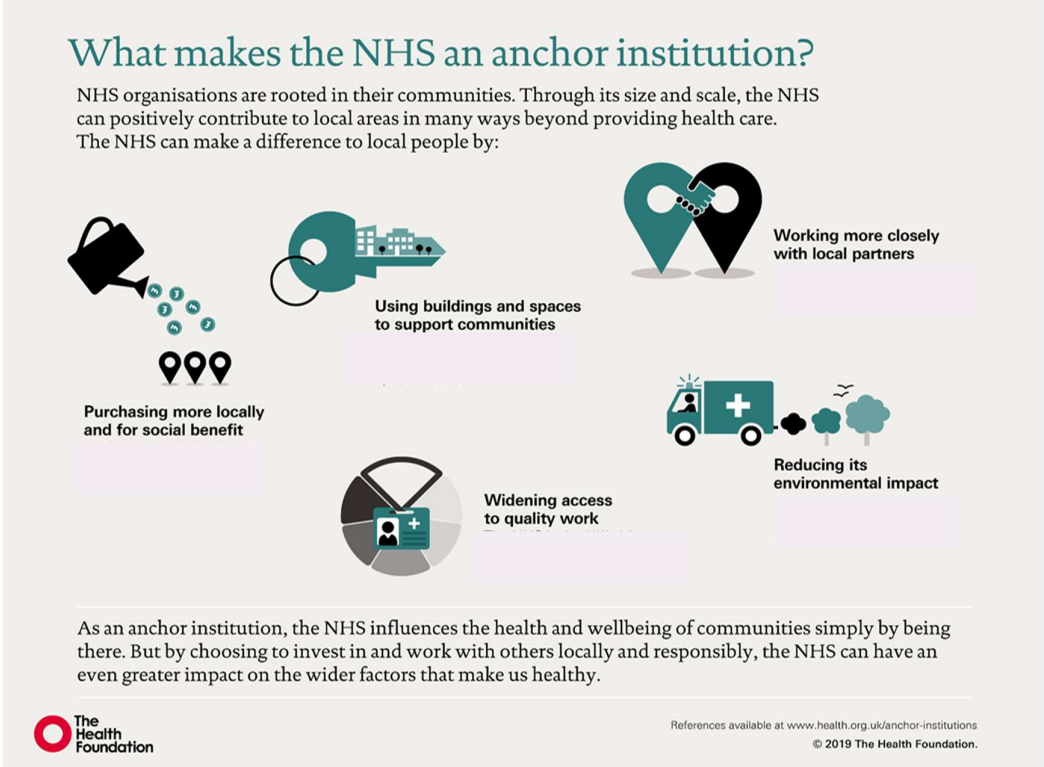 What makes the NHS an anchor institution?
NHS organisations are rooted in their communities. Through its size and scale, the NHS
can positively contribute to local areas in many ways beyond providing health care.
The NHS can make a difference to local people by:
Working more closely
with local partners
Using buildings and spaces
to support communities
Purchasing more locally
and for social benefit
Reducing its
environmental impact
Widening access
to quality work
As an anchor institution, the NHS influences the health and wellbeing of communities simply by being
there. But by choosing to invest in and work with others locally and responsibly, the NHS can have an
even greater impact on the wider factors that make us healthy.
The
Health
Foundation
References available at www.health.org.uk/anchor-institutions
© 2019 The Health Foundation.